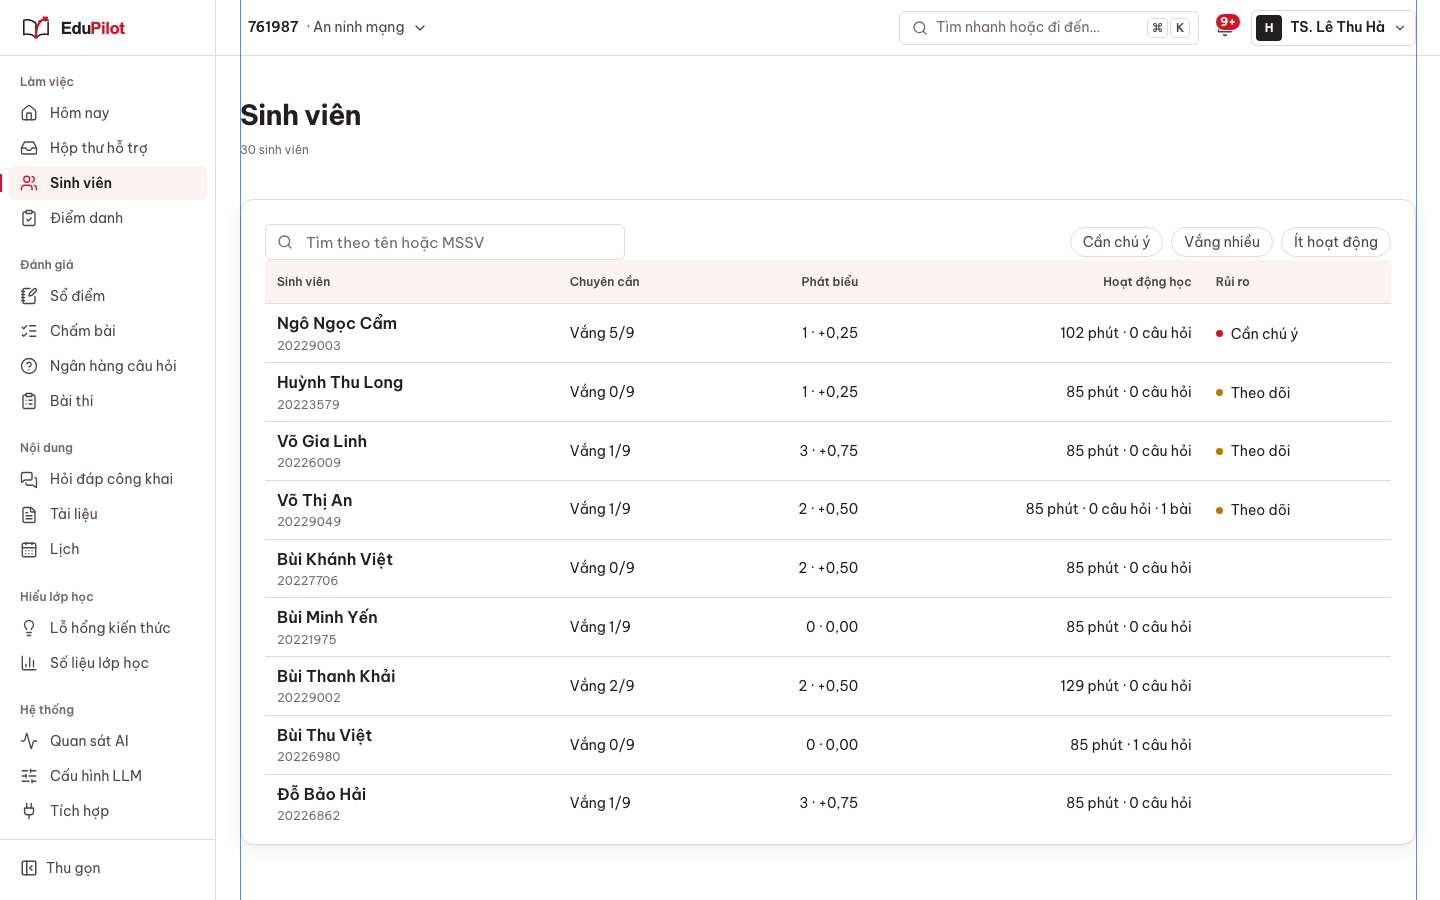 EduPilot
761987 · An ninh mạng
Tìm nhanh hoặc đi đến...
⌘ K
9+
H TS. Lê Thu Hà
Làm việc
Hôm nay
Hộp thư hỗ trợ
Sinh viên
Điểm danh
Đánh giá
Sổ điểm
Chấm bài
Ngân hàng câu hỏi
Bài thi
Nội dung
Hỏi đáp công khai
Tài liệu
Lịch
Hiểu lớp học
Lỗ hổng kiến thức
Số liệu lớp học
Hệ thống
Quan sát AI
Cấu hình LLM
Tích hợp
Thu gọn
Sinh viên
30 sinh viên
Tìm theo tên hoặc MSSV
Cần chú ý Vắng nhiều Ít hoạt động
Sinh viên Chuyên cần Phát biểu Hoạt động học Rủi ro
Ngô Ngọc Cẩm
20229003
Vắng 5/9 1 · +0,25 102 phút · 0 câu hỏi Cần chú ý
Huỳnh Thu Long
20223579
Vắng 0/9 1 · +0,25 85 phút · 0 câu hỏi Theo dõi
Võ Gia Linh
20226009
Vắng 1/9 3 · +0,75 85 phút · 0 câu hỏi Theo dõi
Võ Thị An
20229049
Vắng 1/9 2 · +0,50 85 phút · 0 câu hỏi · 1 bài Theo dõi
Bùi Khánh Việt
20227706
Vắng 0/9 2 · +0,50 85 phút · 0 câu hỏi
Bùi Minh Yến
20221975
Vắng 1/9 0 · 0,00 85 phút · 0 câu hỏi
Bùi Thanh Khải
20229002
Vắng 2/9 2 · +0,50 129 phút · 0 câu hỏi
Bùi Thu Việt
20226980
Vắng 0/9 0 · 0,00 85 phút · 1 câu hỏi
Đỗ Bảo Hải
20226862
Vắng 1/9 3 · +0,75 85 phút · 0 câu hỏi